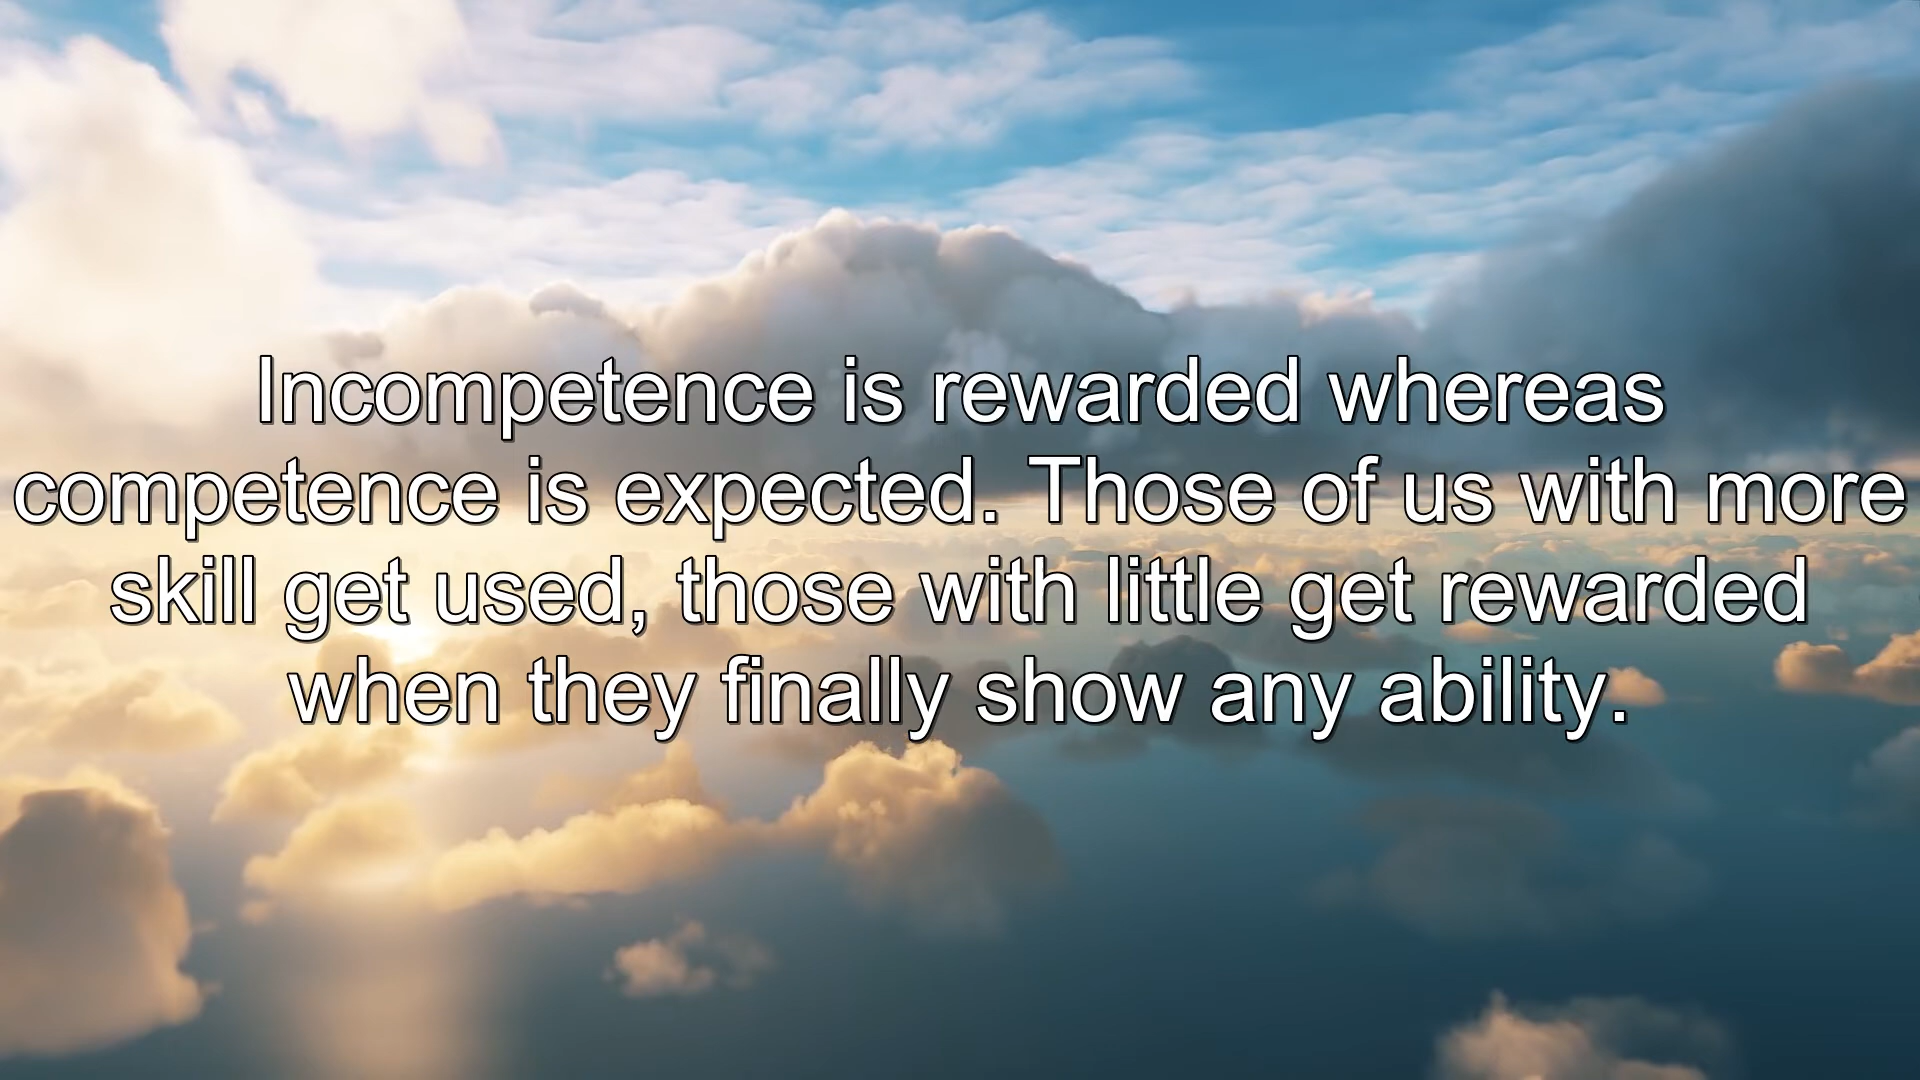 Incompetence is rewarded whereas
competence is expected. Those of us with more
skill get used, those with little get rewarded
when they finally show any ability.